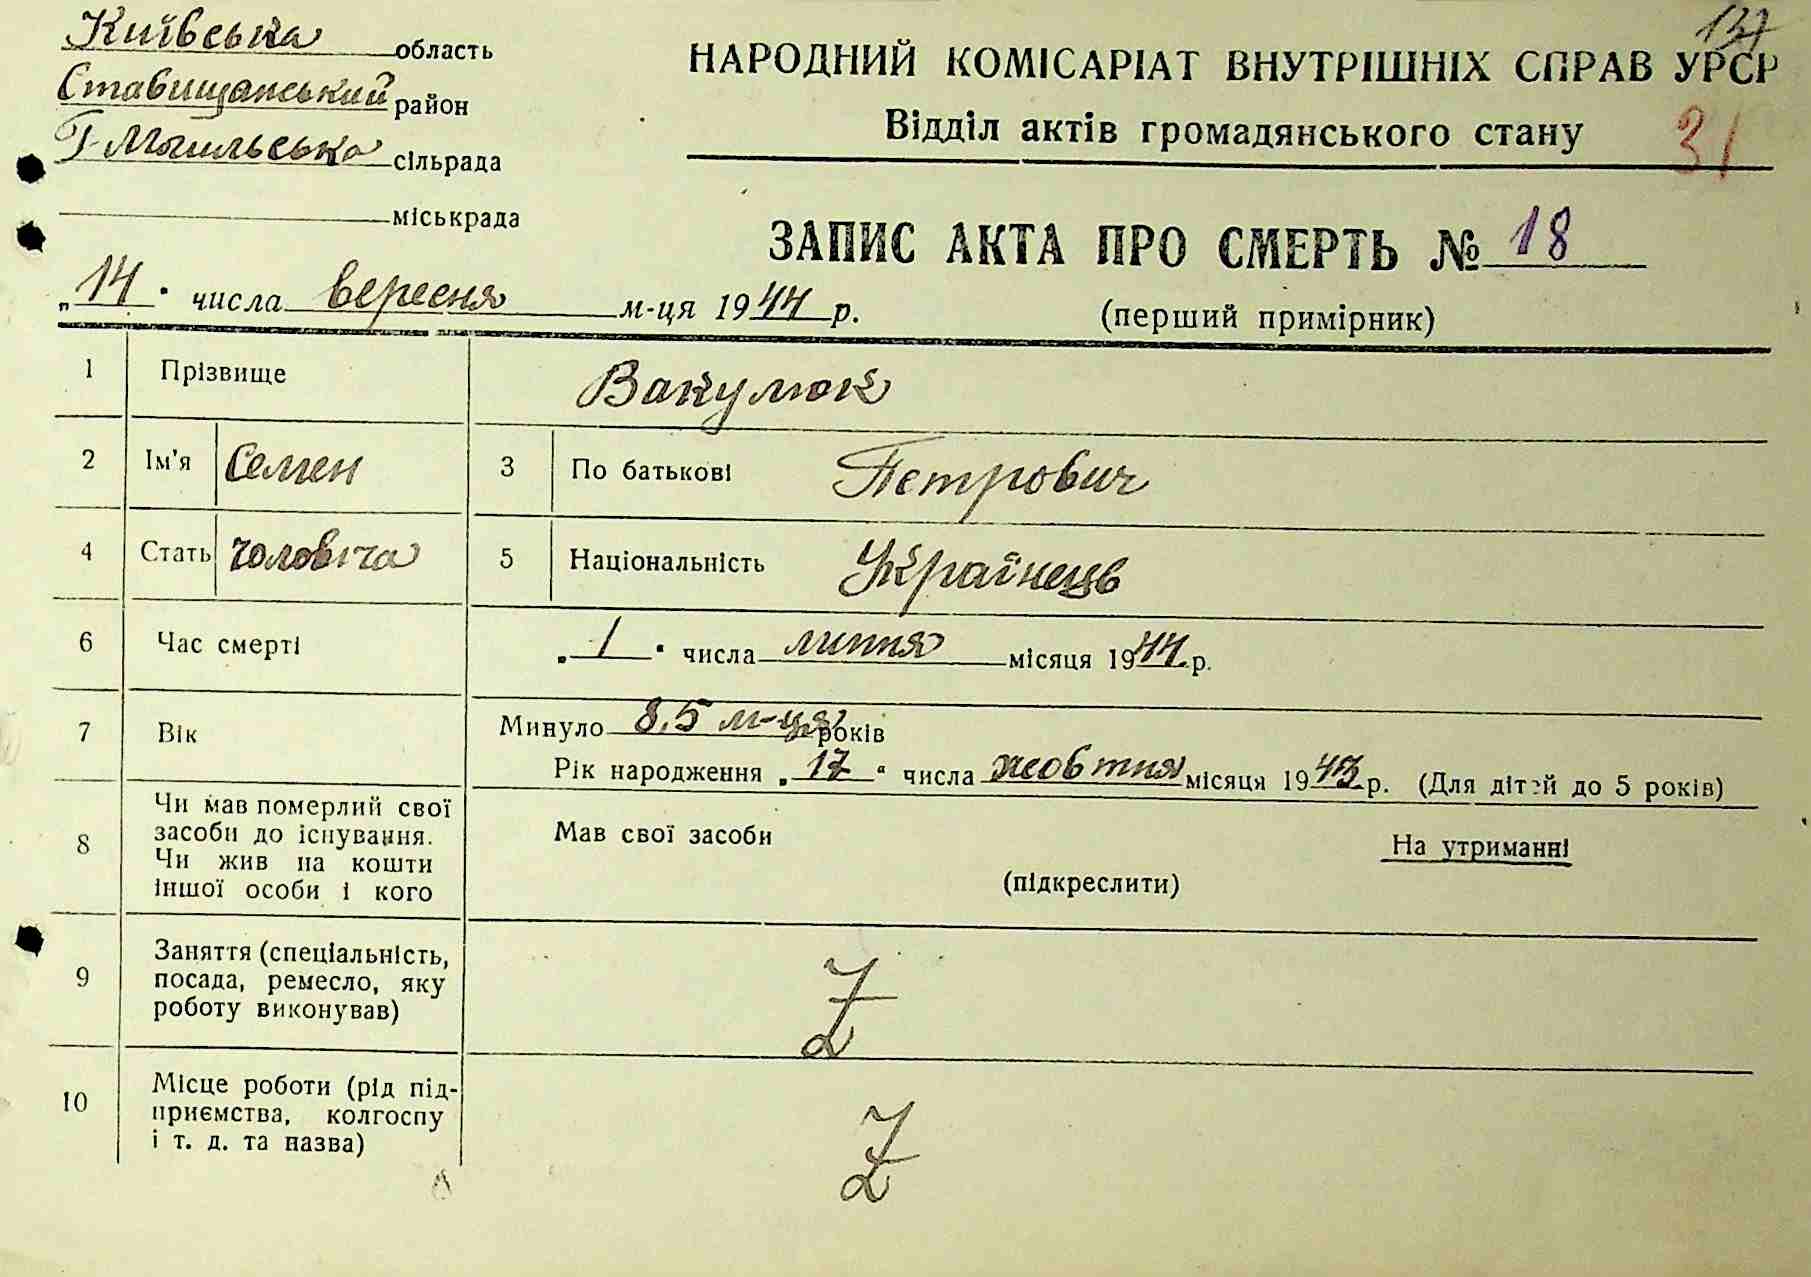 Київська область
Ставищанський район
Г-Могильська сільрада
міськрада
137
НАРОДНИЙ КОМІСАРІАТ ВНУТРІШНІХ СПРАВ УРСР
Відділ актів громадянського стану
31
ЗАПИС АКТА ПРО СМЕРТЬ № 18
„14“ числа вересня м-ця 1944 р.
(перший примірник)
1 Прізвище Вакулюк
2 Ім'я Семен 3 По батькові Петрович
4 Стать чоловіча 5 Національність Українець
6 Час смерті „1“ числа липня місяця 1944 р.
7 Вік Минуло 8,5 м-ця років
Рік народження „17“ числа жовтня місяця 1943 р. (Для дітей до 5 років)
8 Чи мав померлий свої
засоби до існування.
Чи жив на кошти
іншої особи і кого
Мав свої засоби На утриманні
(підкреслити)
9 Заняття (спеціальність,
посада, ремесло, яку
роботу виконував)
10 Місце роботи (рід під-
приємства, колгоспу
і т. д. та назва)